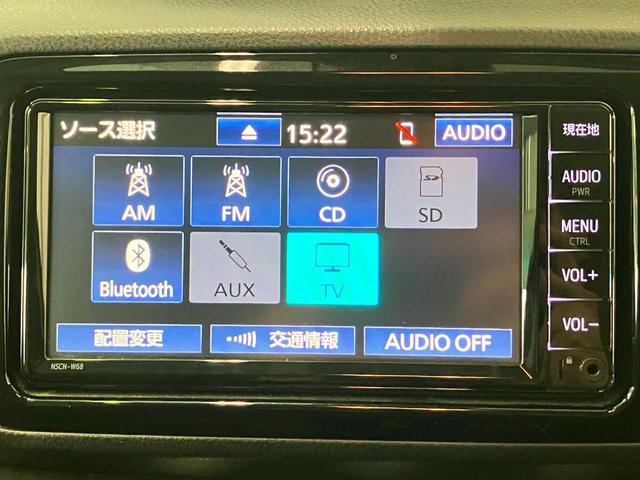 ソース選択
15:22
AUDIO
AM
FM
CD
SD
SD
Bluetooth
AUX
TV
配置変更
交通情報
AUDIO OFF
NSCN-W68
現在地
AUDIO
PWR
MENU
CTRL
VOL+
VOL−